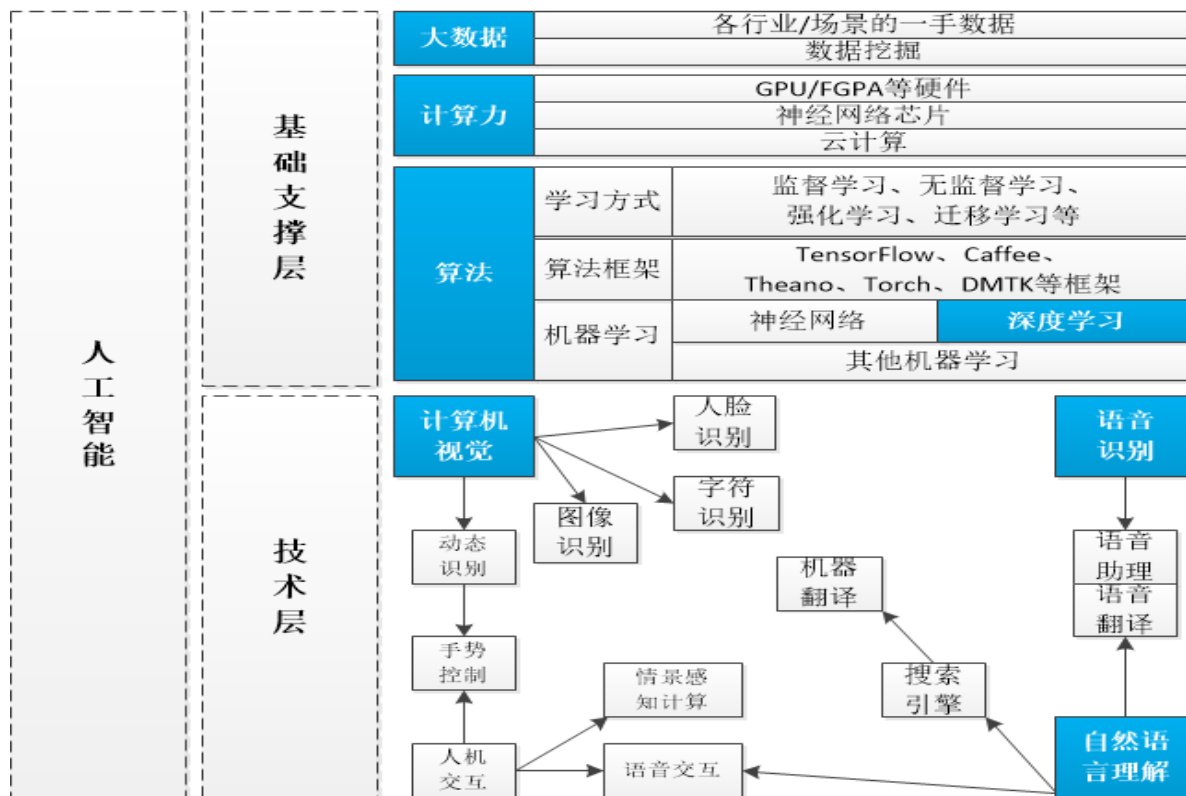 人工智能
基础支撑层
大数据
各行业/场景的一手数据
数据挖掘
计算力
GPU/FGPA等硬件
神经网络芯片
云计算
算法
学习方式
监督学习、无监督学习、
强化学习、迁移学习等
算法框架
TensorFlow、Caffee、
Theano、Torch、DMTK等框架
机器学习
神经网络
深度学习
其他机器学习
技术层
计算机
视觉
人脸
识别
语音
识别
字符
识别
图像
识别
动态
识别
语音
助理
语音
翻译
机器
翻译
手势
控制
情景感
知计算
搜索
引擎
人机
交互
语音交互
自然语
言理解